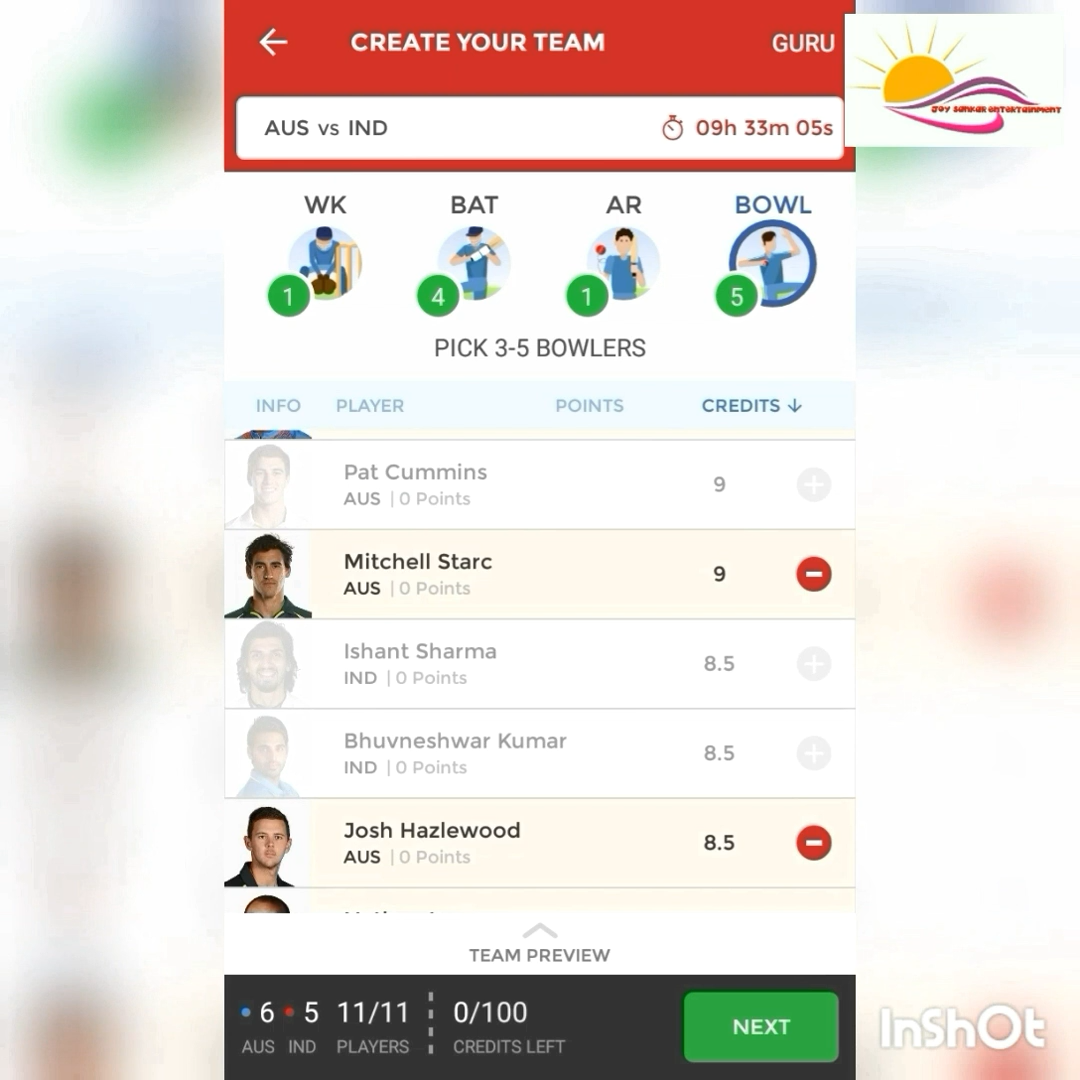 CREATE YOUR TEAM
GURU
JOY SANKAR ENTERTAINMENT
AUS vs IND
09h 33m 05s
WK
BAT
AR
BOWL
1
4
1
5
PICK 3-5 BOWLERS
INFO
PLAYER
POINTS
CREDITS
Pat Cummins
AUS | 0 Points
9
Mitchell Starc
AUS | 0 Points
9
Ishant Sharma
IND | 0 Points
8.5
Bhuvneshwar Kumar
IND | 0 Points
8.5
Josh Hazlewood
AUS | 0 Points
8.5
TEAM PREVIEW
6 5 11/11 0/100
AUS IND PLAYERS CREDITS LEFT
NEXT
InShOt